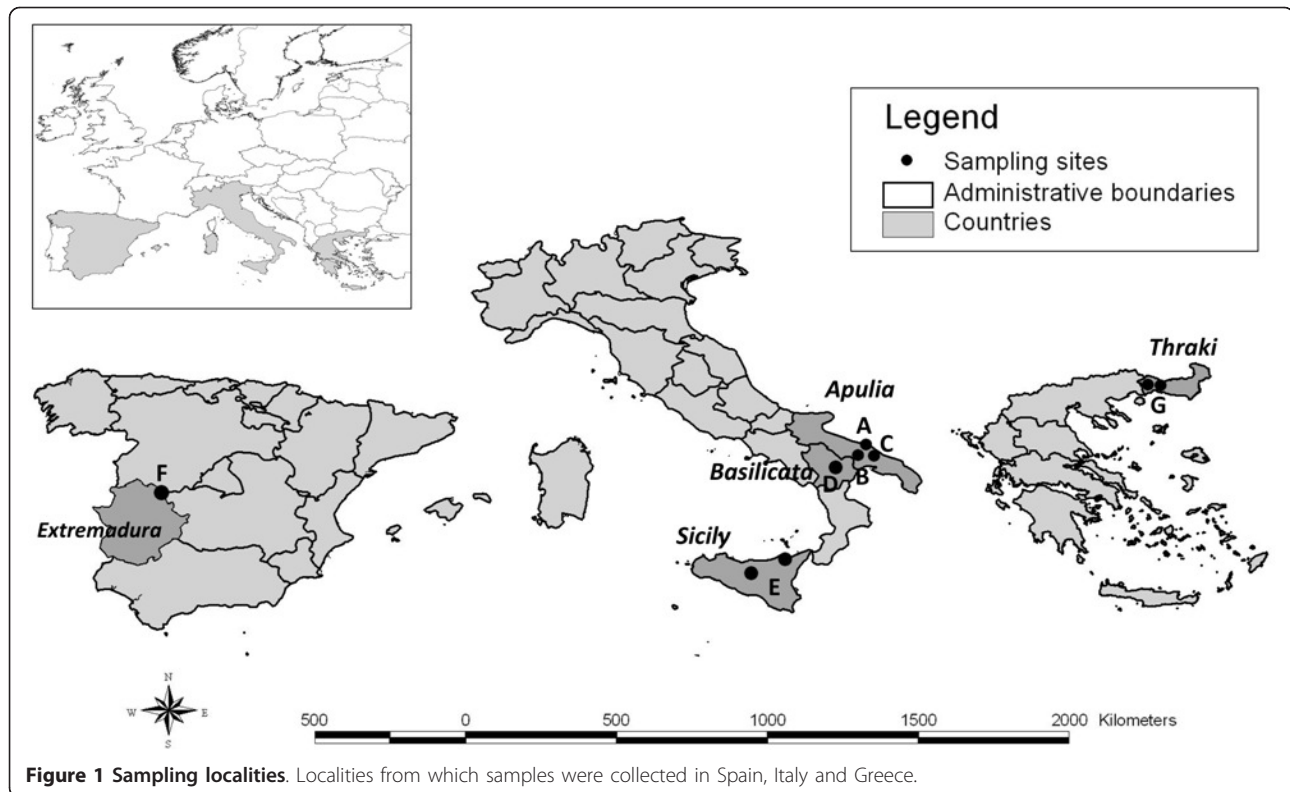 Legend
Sampling sites
Administrative boundaries
Countries
Thraki
G
Apulia
A
C
B
Basilicata
D
F
Extremadura
Sicily
E
N
W E
S
500 0 500 1000 1500 2000 Kilometers
Figure 1 Sampling localities. Localities from which samples were collected in Spain, Italy and Greece.